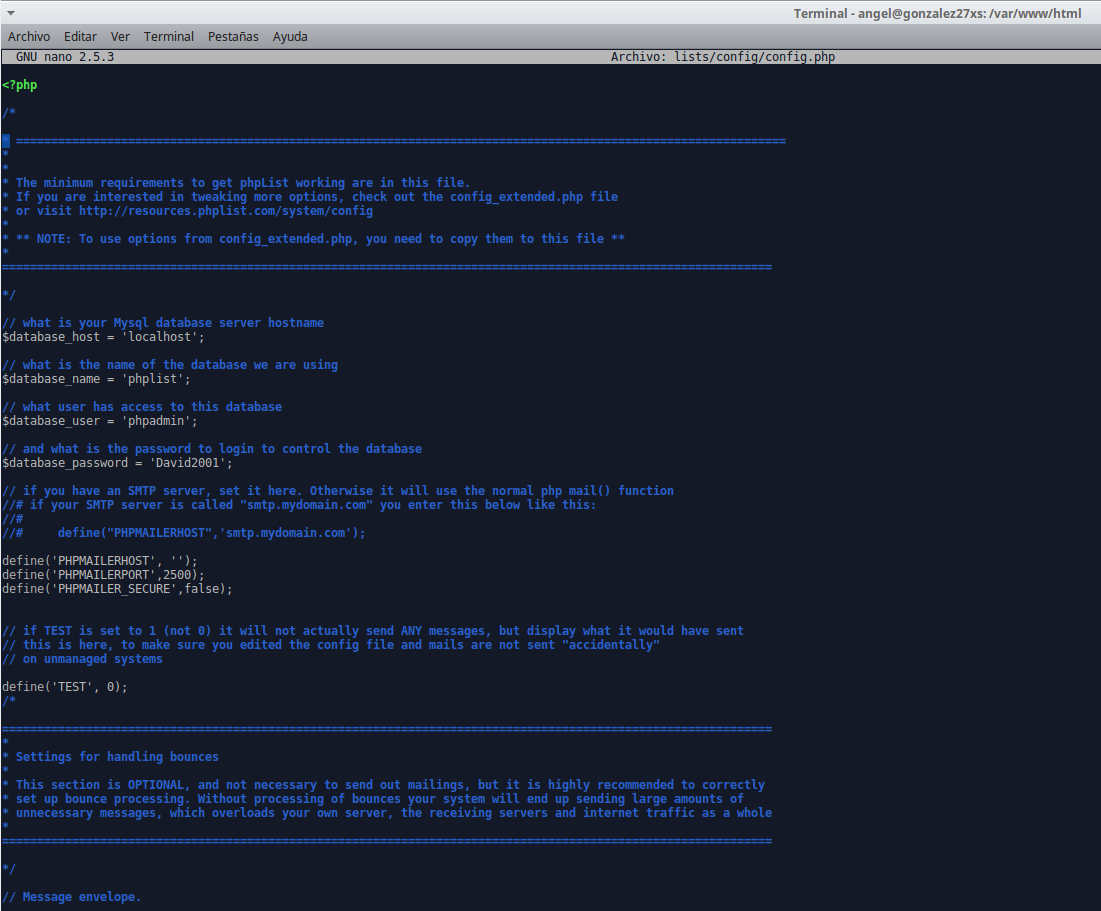 Terminal - angel@gonzalez27xs: /var/www/html
Archivo Editar Ver Terminal Pestañas Ayuda
GNU nano 2.5.3 Archivo: lists/config/config.php
<?php
/*
* ==============================================================================================================
*
*
* The minimum requirements to get phpList working are in this file.
* If you are interested in tweaking more options, check out the config_extended.php file
* or visit http://resources.phplist.com/system/config
*
* ** NOTE: To use options from config_extended.php, you need to copy them to this file **
*
==============================================================================================================
*/
// what is your Mysql database server hostname
$database_host = 'localhost';
// what is the name of the database we are using
$database_name = 'phplist';
// what user has access to this database
$database_user = 'phpadmin';
// and what is the password to login to control the database
$database_password = 'David2001';
// if you have an SMTP server, set it here. Otherwise it will use the normal php mail() function
//# if your SMTP server is called "smtp.mydomain.com" you enter this below like this:
//#
//#     define("PHPMAILERHOST",'smtp.mydomain.com');
define('PHPMAILERHOST', '');
define('PHPMAILERPORT',2500);
define('PHPMAILER_SECURE',false);
// if TEST is set to 1 (not 0) it will not actually send ANY messages, but display what it would have sent
// this is here, to make sure you edited the config file and mails are not sent "accidentally"
// on unmanaged systems
define('TEST', 0);
/*
==============================================================================================================
*
* Settings for handling bounces
*
* This section is OPTIONAL, and not necessary to send out mailings, but it is highly recommended to correctly
* set up bounce processing. Without processing of bounces your system will end up sending large amounts of
* unnecessary messages, which overloads your own server, the receiving servers and internet traffic as a whole
*
==============================================================================================================
*/
// Message envelope.